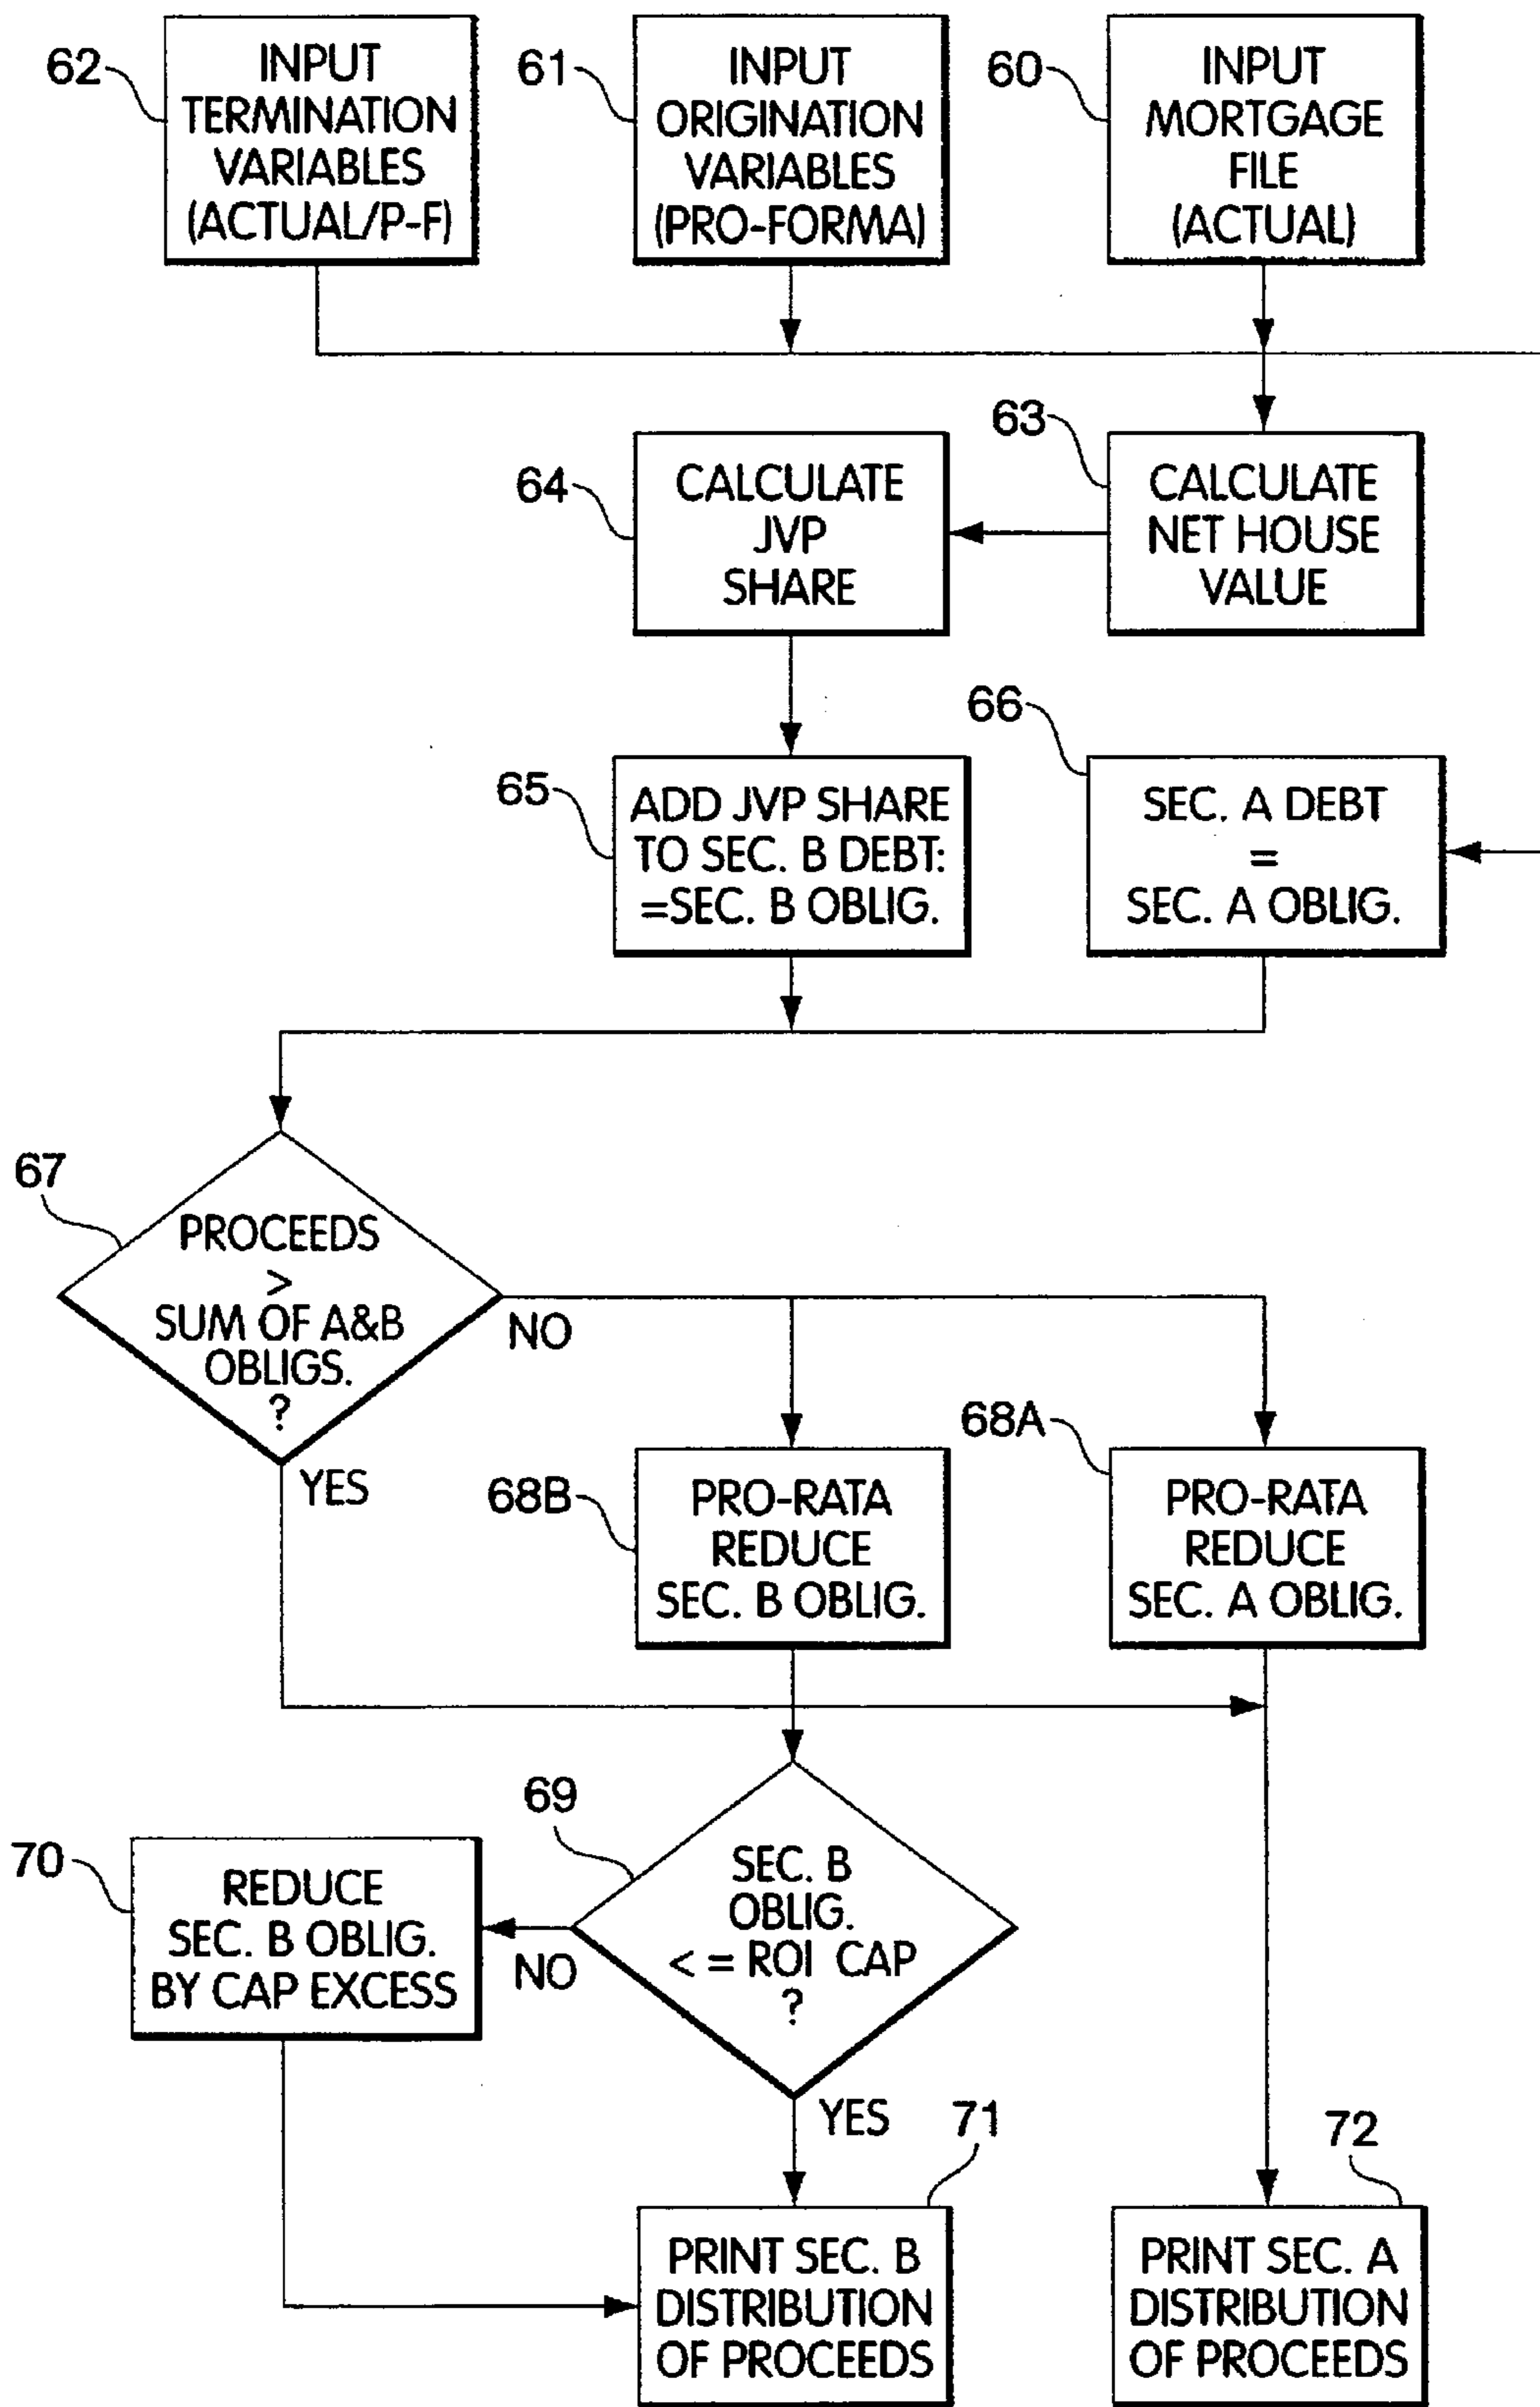 62
INPUT
TERMINATION
VARIABLES
(ACTUAL/P-F)
61
INPUT
ORIGINATION
VARIABLES
(PRO-FORMA)
60
INPUT
MORTGAGE
FILE
(ACTUAL)
64
CALCULATE
JVP
SHARE
63
CALCULATE
NET HOUSE
VALUE
65
ADD JVP SHARE
TO SEC. B DEBT:
=SEC. B OBLIG.
66
SEC. A DEBT
=
SEC. A OBLIG.
67
PROCEEDS
>
SUM OF A&B
OBLIGS.
?
NO
YES
68B
PRO-RATA
REDUCE
SEC. B OBLIG.
68A
PRO-RATA
REDUCE
SEC. A OBLIG.
69
SEC. B
OBLIG.
< = ROI CAP
?
NO
YES
70
REDUCE
SEC. B OBLIG.
BY CAP EXCESS
71
PRINT SEC. B
DISTRIBUTION
OF PROCEEDS
72
PRINT SEC. A
DISTRIBUTION
OF PROCEEDS